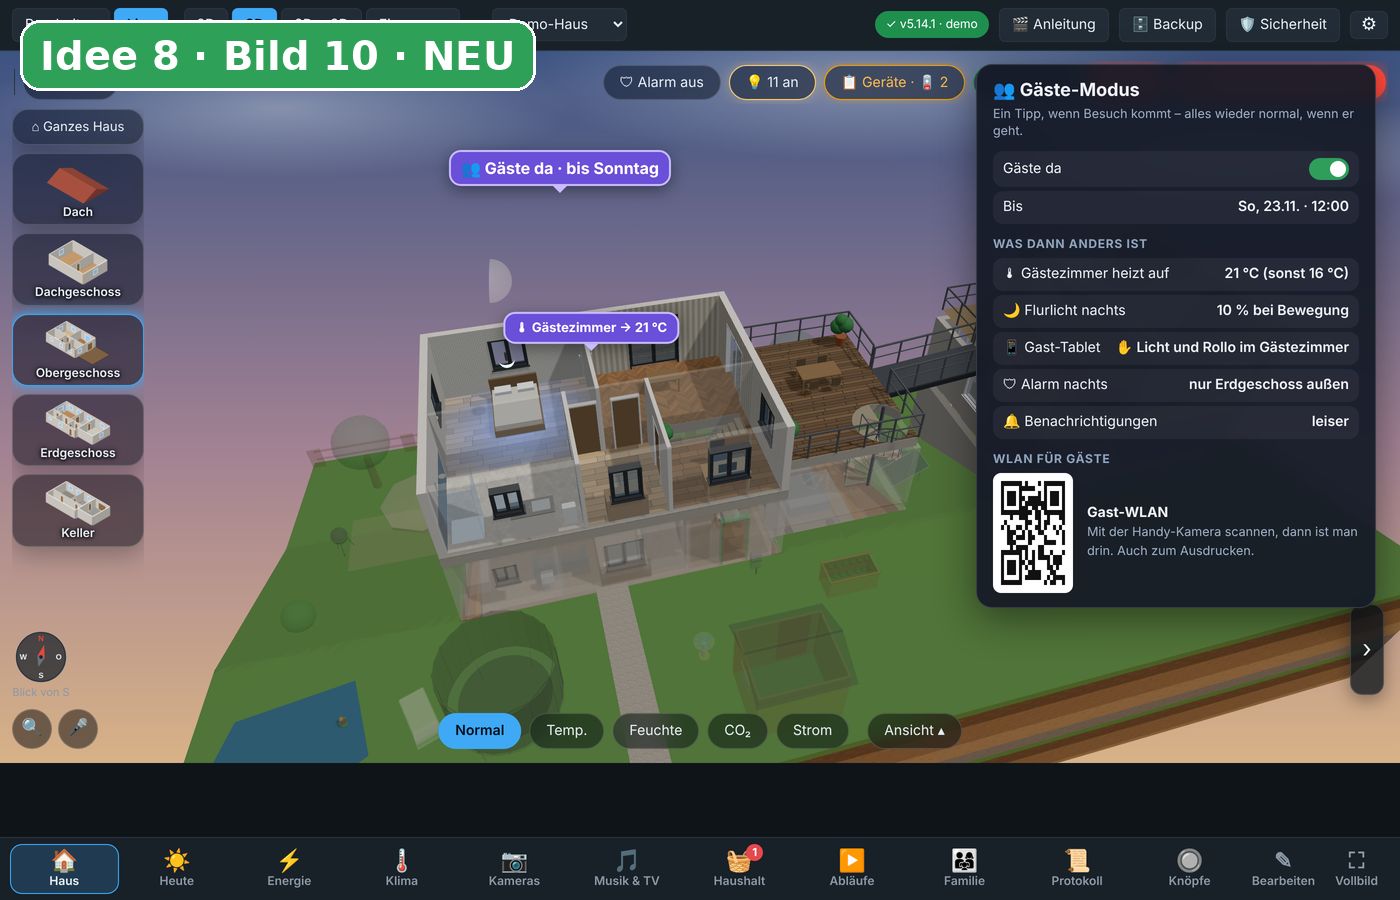 Idee 8 · Bild 10 · NEU
Demo-Haus
✓ v5.14.1 · demo
🎬 Anleitung
🗄️ Backup
🛡️ Sicherheit
🛡 Alarm aus
💡 11 an
📋 Geräte · 🪫 2
⌂ Ganzes Haus
Dach
Dachgeschoss
Obergeschoss
Erdgeschoss
Keller
👥 Gäste da · bis Sonntag
🌡 Gästezimmer → 21 °C
👥 Gäste-Modus
Ein Tipp, wenn Besuch kommt – alles wieder normal, wenn er
geht.
Gäste da
Bis So, 23.11. · 12:00
WAS DANN ANDERS IST
🌡 Gästezimmer heizt auf 21 °C (sonst 16 °C)
🌙 Flurlicht nachts 10 % bei Bewegung
📱 Gast-Tablet ✋ Licht und Rollo im Gästezimmer
🛡 Alarm nachts nur Erdgeschoss außen
🔔 Benachrichtigungen leiser
WLAN FÜR GÄSTE
Gast-WLAN
Mit der Handy-Kamera scannen, dann ist man
drin. Auch zum Ausdrucken.
N
W O
S
Blick von S
Normal
Temp.
Feuchte
CO₂
Strom
Ansicht ▴
Haus
Heute
Energie
Klima
Kameras
Musik & TV
1
Haushalt
Abläufe
Familie
Protokoll
Knöpfe
Bearbeiten
Vollbild